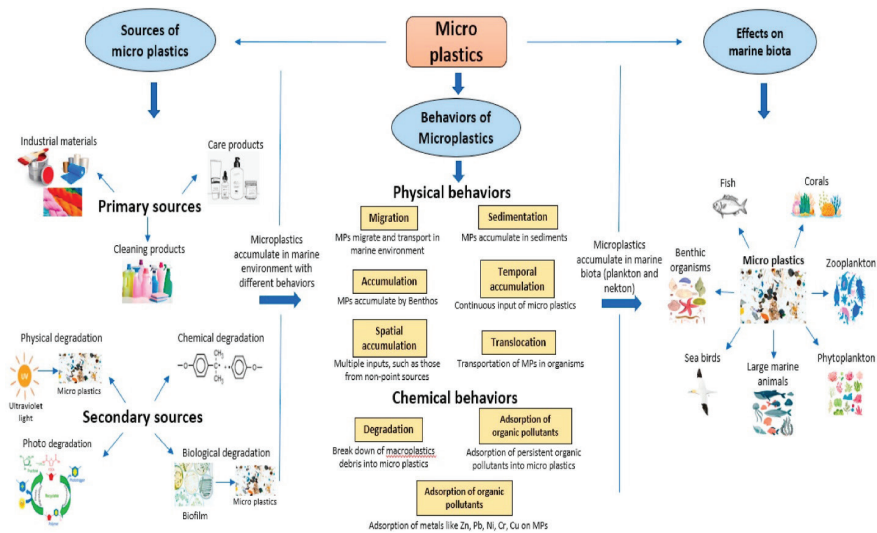 Sources of
micro plastics
Micro
plastics
Effects on
marine biota
Behaviors of
Microplastics
Industrial materials
Care products
Primary sources
Cleaning products
Physical degradation
Chemical degradation
UV
Ultraviolet
light
Micro plastics
CH₃
CH₃
Secondary sources
Photo degradation
Biological degradation
Biofilm
Micro plastics
Microplastics
accumulate in marine
environment with
different behaviors
Physical behaviors
Migration
MPs migrate and transport in
marine environment
Sedimentation
MPs accumulate in sediments
Accumulation
MPs accumulate by Benthos
Temporal
accumulation
Continuous input of micro plastics
Spatial
accumulation
Multiple inputs, such as those
from non-point sources
Translocation
Transportation of MPs in organisms
Chemical behaviors
Degradation
Break down of macroplastics
debris into micro plastics
Adsorption of
organic pollutants
Adsorption of persistent organic
pollutants into micro plastics
Adsorption of organic
pollutants
Adsorption of metals like Zn, Pb, Ni, Cr, Cu on MPs
Microplastics
accumulate in marine
biota (plankton and
nekton)
Fish
Corals
Benthic
organisms
Micro plastics
Zooplankton
Sea birds
Large marine
animals
Phytoplankton